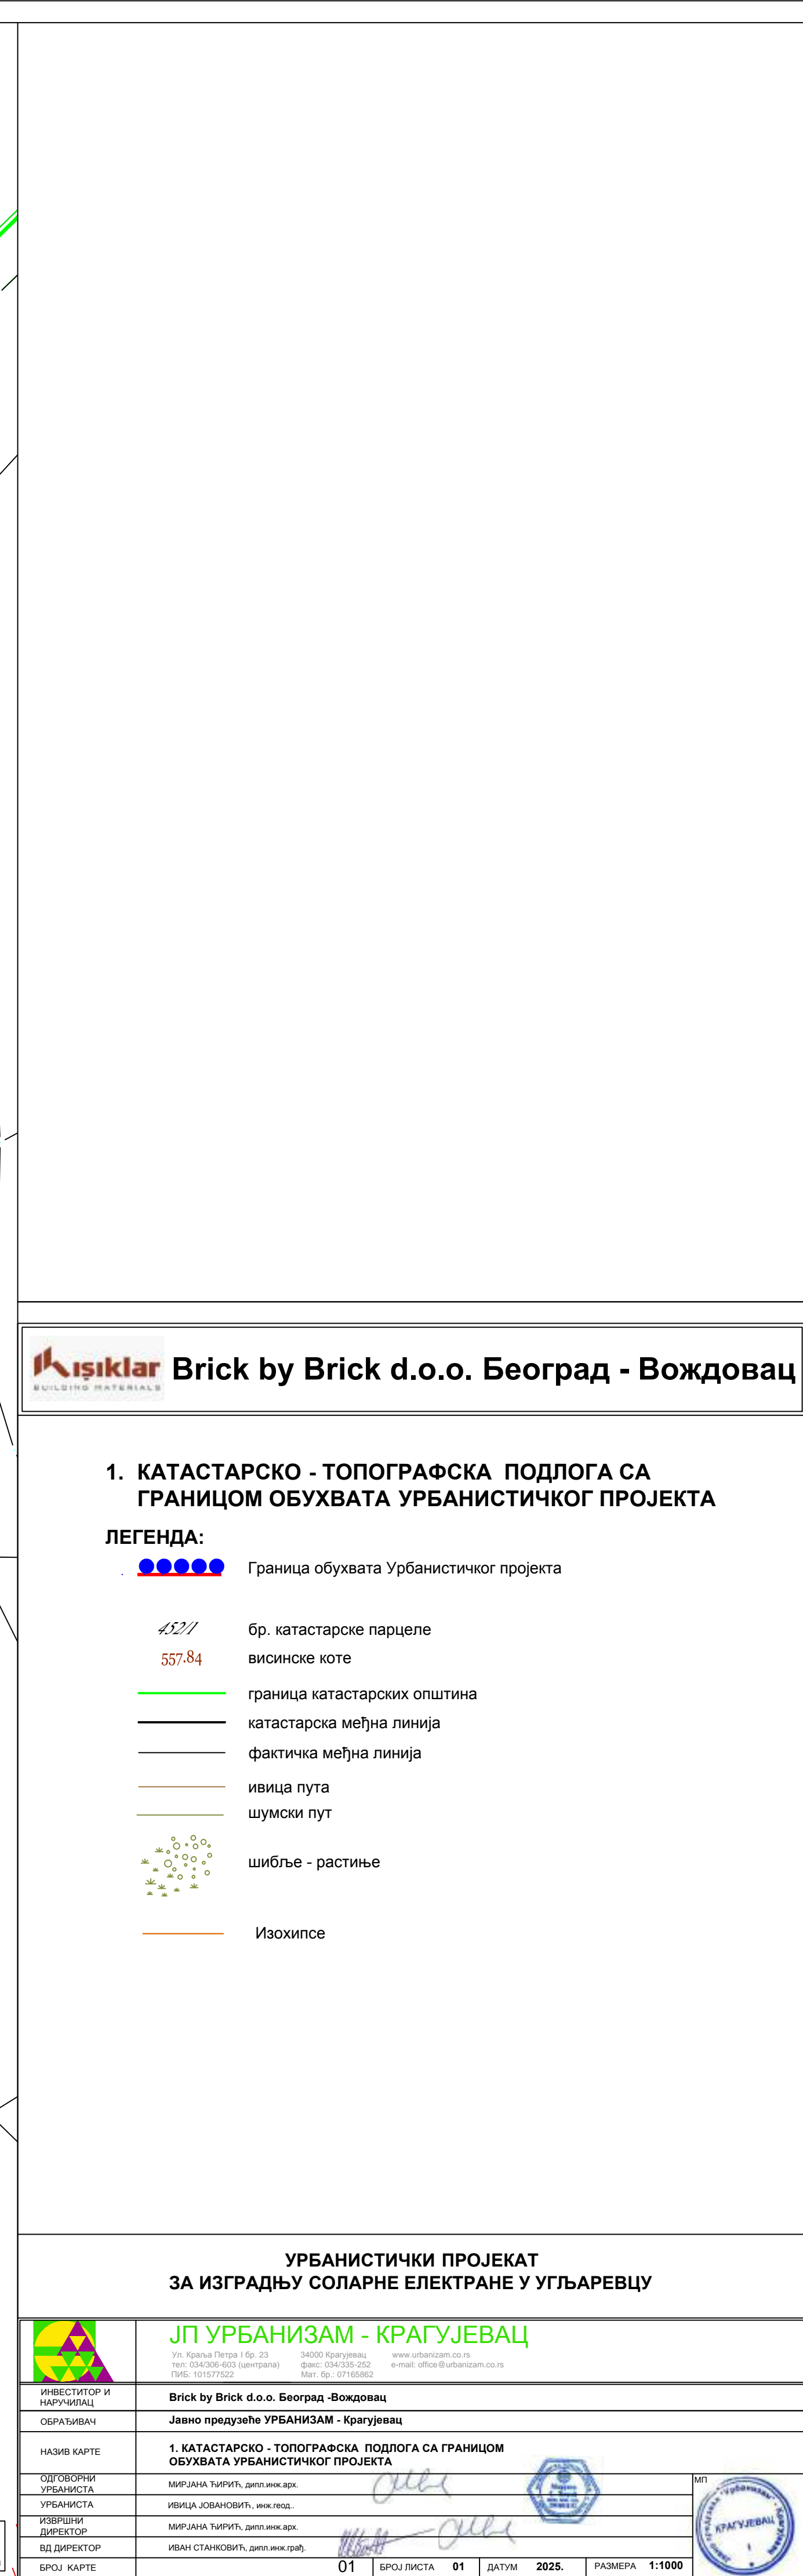 ışıklar
BUILDING MATERIALS
Brick by Brick d.o.o. Београд - Вождовац
1. КАТАСТАРСКО - ТОПОГРАФСКА ПОДЛОГА СА
ГРАНИЦОМ ОБУХВАТА УРБАНИСТИЧКОГ ПРОЈЕКТА
ЛЕГЕНДА:
Граница обухвата Урбанистичког пројекта
452/1 бр. катастарске парцеле
557.84 висинске коте
граница катастарских општина
катастарска међна линија
фактичка међна линија
ивица пута
шумски пут
шибље - растиње
Изохипсе
УРБАНИСТИЧКИ ПРОЈЕКАТ
ЗА ИЗГРАДЊУ СОЛАРНЕ ЕЛЕКТРАНЕ У УГЉАРЕВЦУ
ЈП УРБАНИЗАМ - КРАГУЈЕВАЦ
Ул. Краља Петра I бр. 23 34000 Крагујевац www.urbanizam.co.rs
тел: 034/306-603 (централа) факс: 034/335-252 e-mail: office@urbanizam.co.rs
ПИБ: 101577522 Мат. бр.: 07165862
ИНВЕСТИТОР И
НАРУЧИЛАЦ
Brick by Brick d.o.o. Београд -Вождовац
ОБРАЂИВАЧ Јавно предузеће УРБАНИЗАМ - Крагујевац
НАЗИВ КАРТЕ
1. КАТАСТАРСКО - ТОПОГРАФСКА ПОДЛОГА СА ГРАНИЦОМ
ОБУХВАТА УРБАНИСТИЧКОГ ПРОЈЕКТА
ОДГОВОРНИ
УРБАНИСТА
МИРЈАНА ЋИРИЋ, дипл.инж.арх.
МП
УРБАНИСТА ИВИЦА ЈОВАНОВИЋ, инж.геод..
ИЗВРШНИ
ДИРЕКТОР
МИРЈАНА ЋИРИЋ, дипл.инж.арх.
ВД ДИРЕКТОР ИВАН СТАНКОВИЋ, дипл.инж.грађ.
КРАГУЈЕВАЦ
БРОЈ КАРТЕ 01 БРОЈ ЛИСТА 01 ДАТУМ 2025. РАЗМЕРА 1:1000